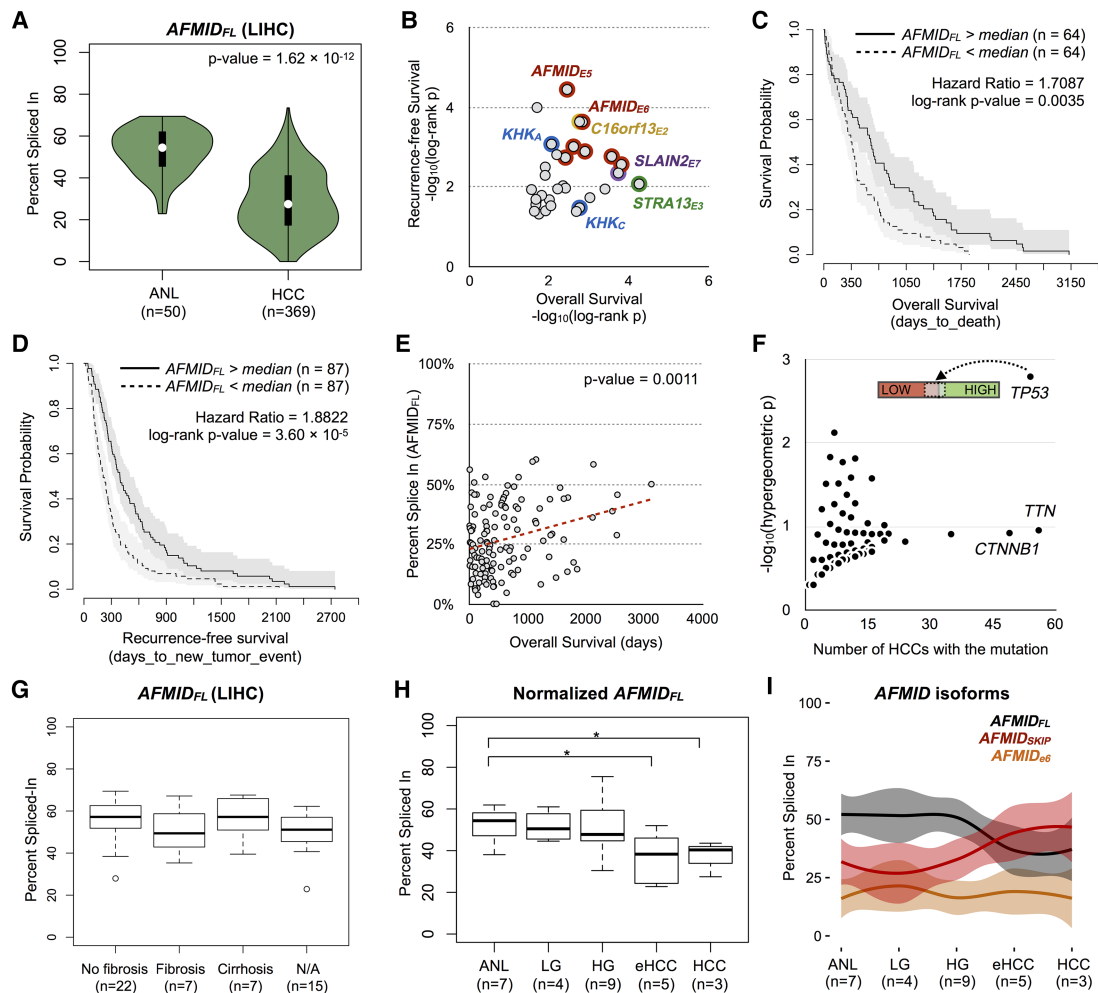 A
AFMIDFL (LIHC)
p-value = 1.62 × 10-12
Percent Spliced In
100
80
60
40
20
0
ANL
(n=50)
HCC
(n=369)
B
Recurrence-free Survival
-log10(log-rank p)
6
4
2
0
AFMIDE5
AFMIDE6
C16orf13E2
KHKA
SLAIN2E7
STRA13E3
KHKC
0 2 4 6
Overall Survival
-log10(log-rank p)
C
AFMIDFL > median (n = 64)
AFMIDFL < median (n = 64)
Hazard Ratio = 1.7087
log-rank p-value = 0.0035
Survival Probability
1.0
0.8
0.6
0.4
0.2
0.0
0 350 1050 1750 2450 3150
Overall Survival
(days_to_death)
D
AFMIDFL > median (n = 87)
AFMIDFL < median (n = 87)
Hazard Ratio = 1.8822
log-rank p-value = 3.60 × 10-5
Survival Probability
1.0
0.8
0.6
0.4
0.2
0.0
0 300 900 1500 2100 2700
Recurrence-free survival
(days_to_new_tumor_event)
E
p-value = 0.0011
Percent Splice In (AFMIDFL)
100%
75%
50%
25%
0%
0 1000 2000 3000 4000
Overall Survival (days)
F
-log10(hypergeometric p)
3
2
1
0
LOW HIGH
TP53
TTN
CTNNB1
0 15 30 45 60
Number of HCCs with the mutation
G
AFMIDFL (LIHC)
Percent Spliced-In
100
80
60
40
20
0
No fibrosis
(n=22)
Fibrosis
(n=7)
Cirrhosis
(n=7)
N/A
(n=15)
H
Normalized AFMIDFL
Percent Spliced In
100
80
60
40
20
0
*
*
ANL
(n=7)
LG
(n=4)
HG
(n=9)
eHCC
(n=5)
HCC
(n=3)
I
AFMID isoforms
AFMIDFL
AFMIDSKIP
AFMIDe6
Percent Spliced In
100
75
50
25
0
ANL
(n=7)
LG
(n=4)
HG
(n=9)
eHCC
(n=5)
HCC
(n=3)